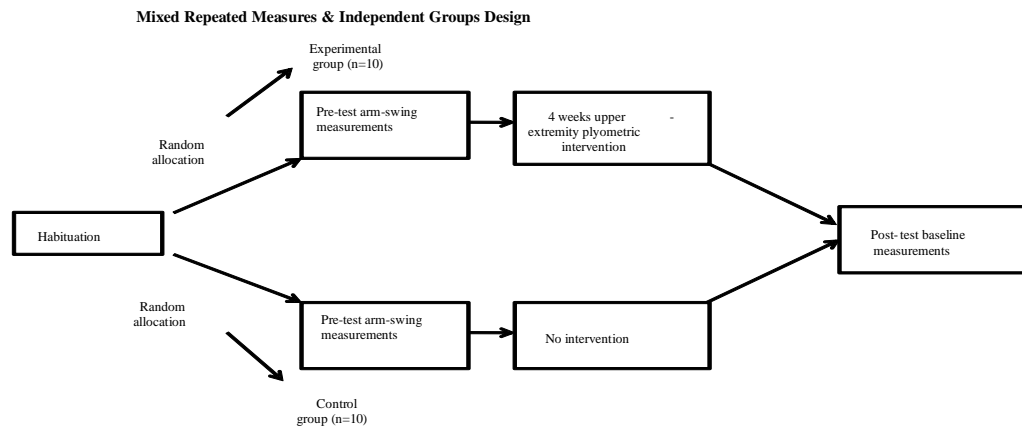 Mixed Repeated Measures & Independent Groups Design
Experimental
group (n=10)
Random
allocation
Pre-test arm-swing
measurements
4 weeks upper -
extremity plyometric
intervention
Habituation
Post-test baseline
measurements
Random
allocation
Pre-test arm-swing
measurements
No intervention
Control
group (n=10)